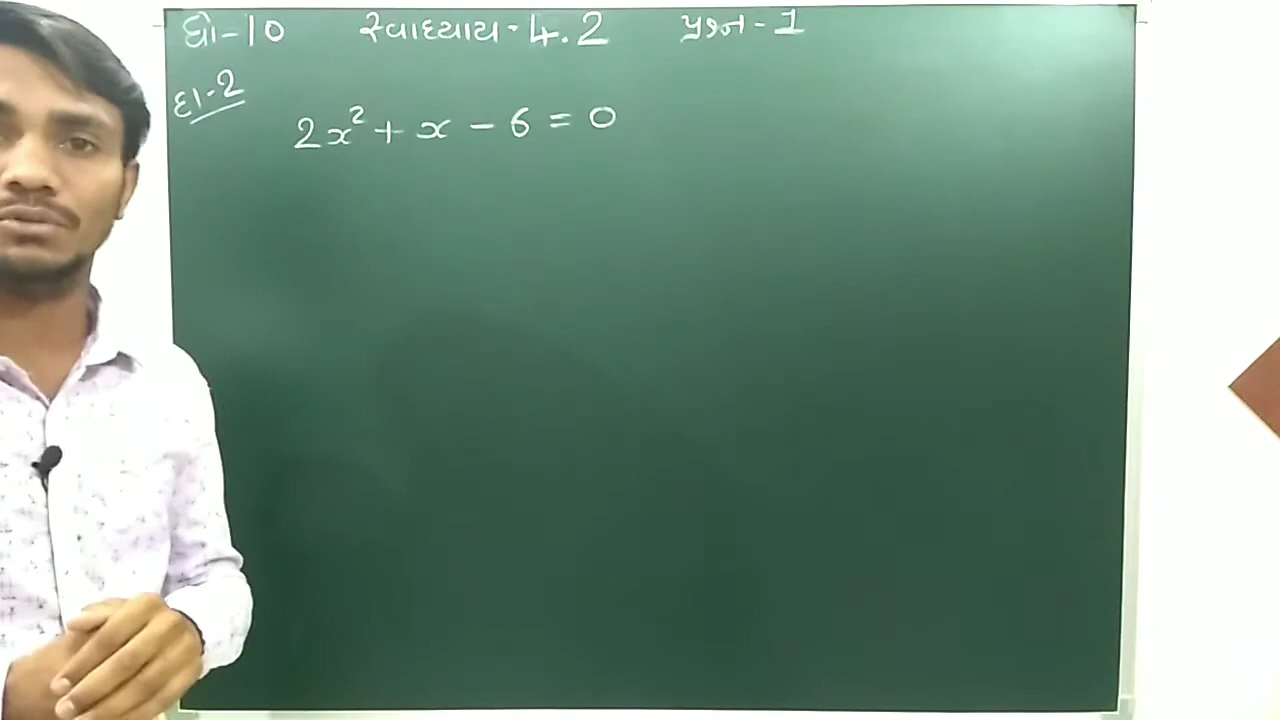 ધો-10 સ્વાધ્યાય-4.2 પ્રશ્ન-1
દા-2
2x² + x - 6 = 0